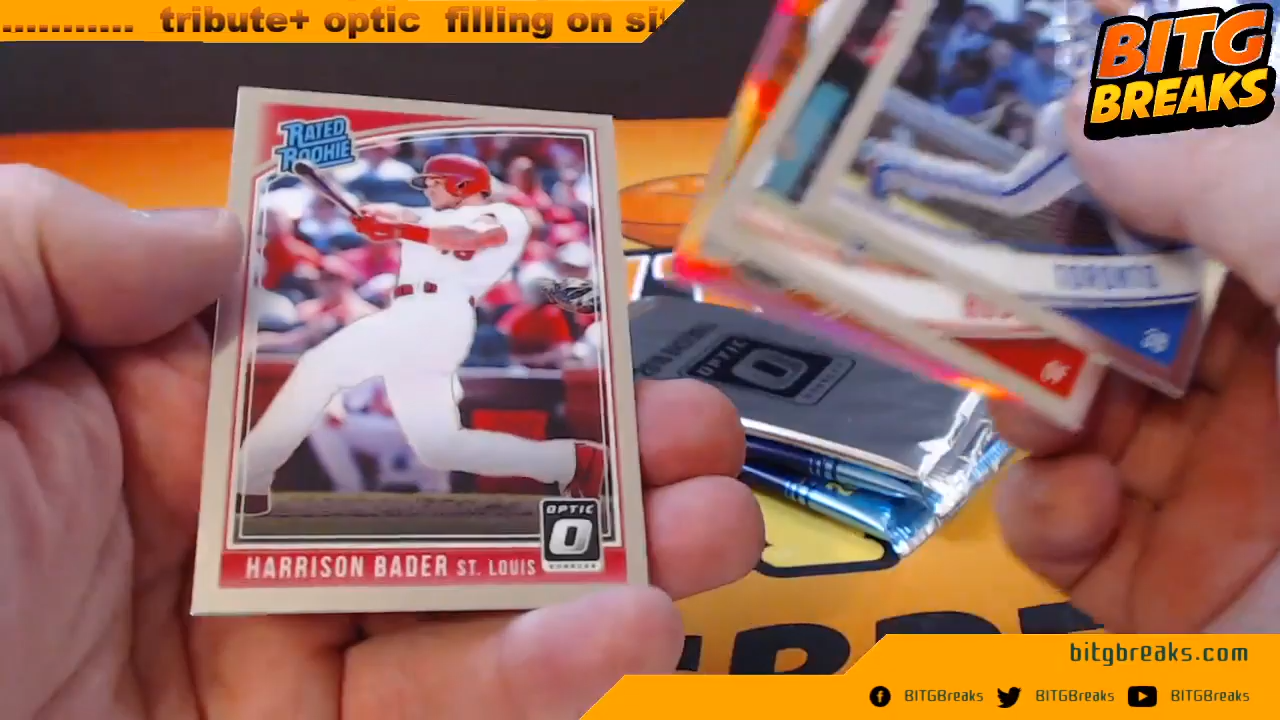 ........... tribute+ optic filling on si
BITG
BREAKS
RATED
ROOKIE
TORONTO
OPTIC
O
OPTIC
O
DONRUSS
HARRISON BADER ST. LOUIS
bitgbreaks.com
BITGBreaks BITGBreaks BITGBreaks